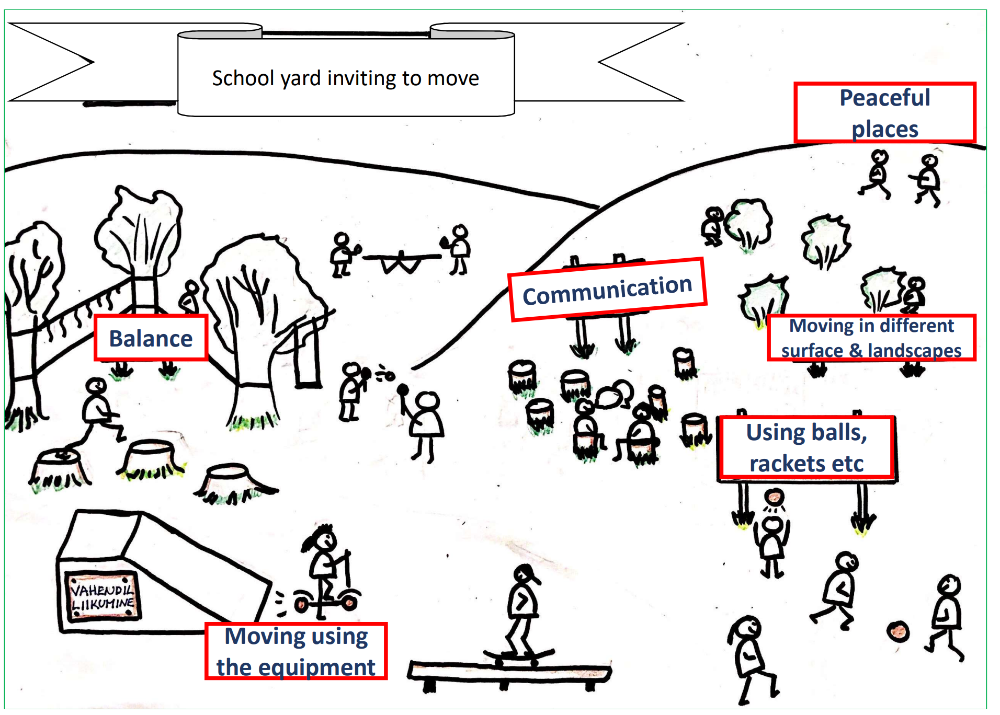 School yard inviting to move
Peaceful
places
Communication
Moving in different
surface & landscapes
Balance
Using balls,
rackets etc
VAHENDIL
LIIKUMINE
Moving using
the equipment